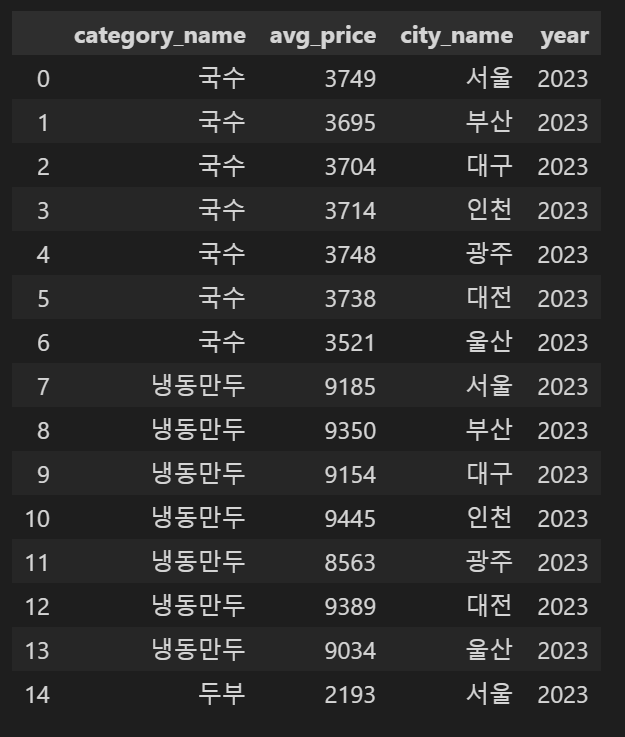 category_name avg_price city_name year
0 국수 3749 서울 2023
1 국수 3695 부산 2023
2 국수 3704 대구 2023
3 국수 3714 인천 2023
4 국수 3748 광주 2023
5 국수 3738 대전 2023
6 국수 3521 울산 2023
7 냉동만두 9185 서울 2023
8 냉동만두 9350 부산 2023
9 냉동만두 9154 대구 2023
10 냉동만두 9445 인천 2023
11 냉동만두 8563 광주 2023
12 냉동만두 9389 대전 2023
13 냉동만두 9034 울산 2023
14 두부 2193 서울 2023